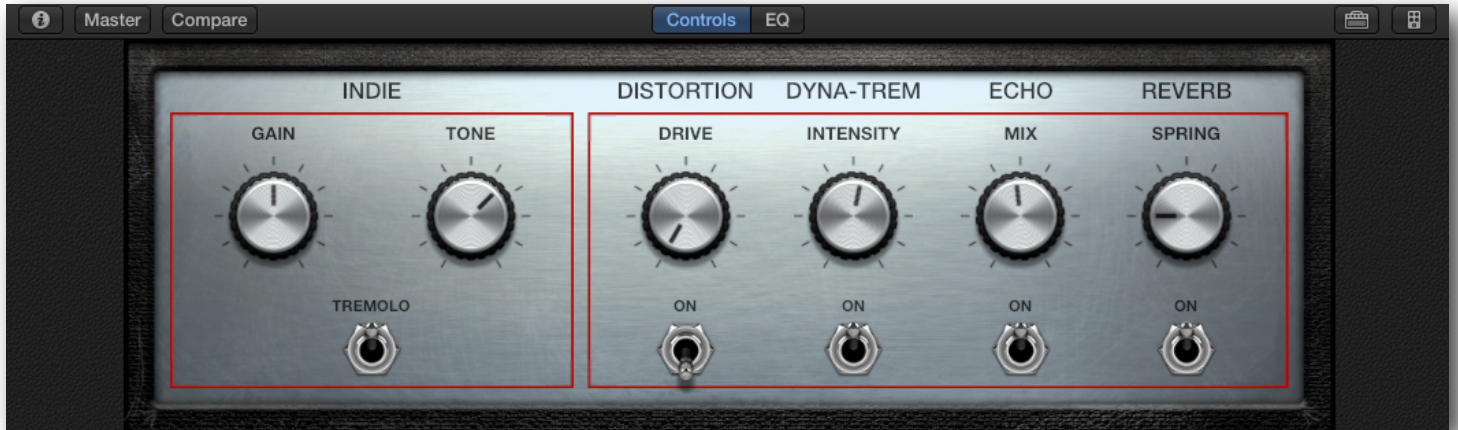 Master Compare Controls EQ
INDIE DISTORTION DYNA-TREM ECHO REVERB
GAIN TONE DRIVE INTENSITY MIX SPRING
TREMOLO ON ON ON ON